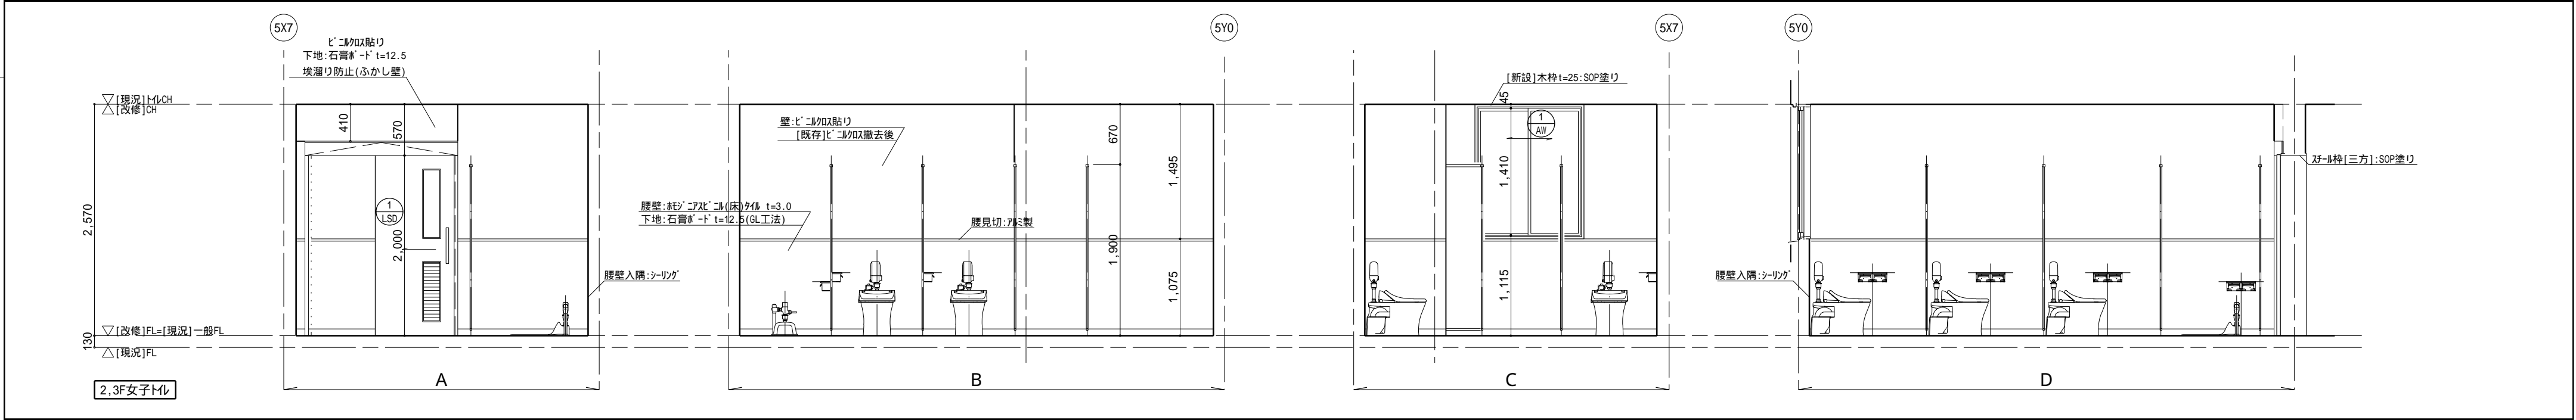 5X7
5Y0
5X7
5Y0
ﾋﾞﾆﾙｸﾛｽ貼り
下地:石膏ﾎﾞｰﾄﾞt=12.5
埃溜り防止(ふかし壁)
[現況]ﾄｲﾚCH
[改修]CH
410
570
2,570
1
LSD
2,000
腰壁入隅:ｼｰﾘﾝｸﾞ
[改修]FL=[現況]一般FL
130
[現況]FL
2,3F女子ﾄｲﾚ
A
壁:ﾋﾞﾆﾙｸﾛｽ貼り
[既存]ﾋﾞﾆﾙｸﾛｽ撤去後
670
1,495
腰壁:ﾎﾓｼﾞﾆｱｽﾋﾞﾆﾙ(床)ﾀｲﾙ t=3.0
下地:石膏ﾎﾞｰﾄﾞt=12.5(GL工法)
腰見切:ｱﾙﾐ製
1,900
1,075
B
[新設]木枠t=25:SOP塗り
45
1
AW
1,410
1,115
C
ｽﾁｰﾙ枠[三方]:SOP塗り
腰壁入隅:ｼｰﾘﾝｸﾞ
D